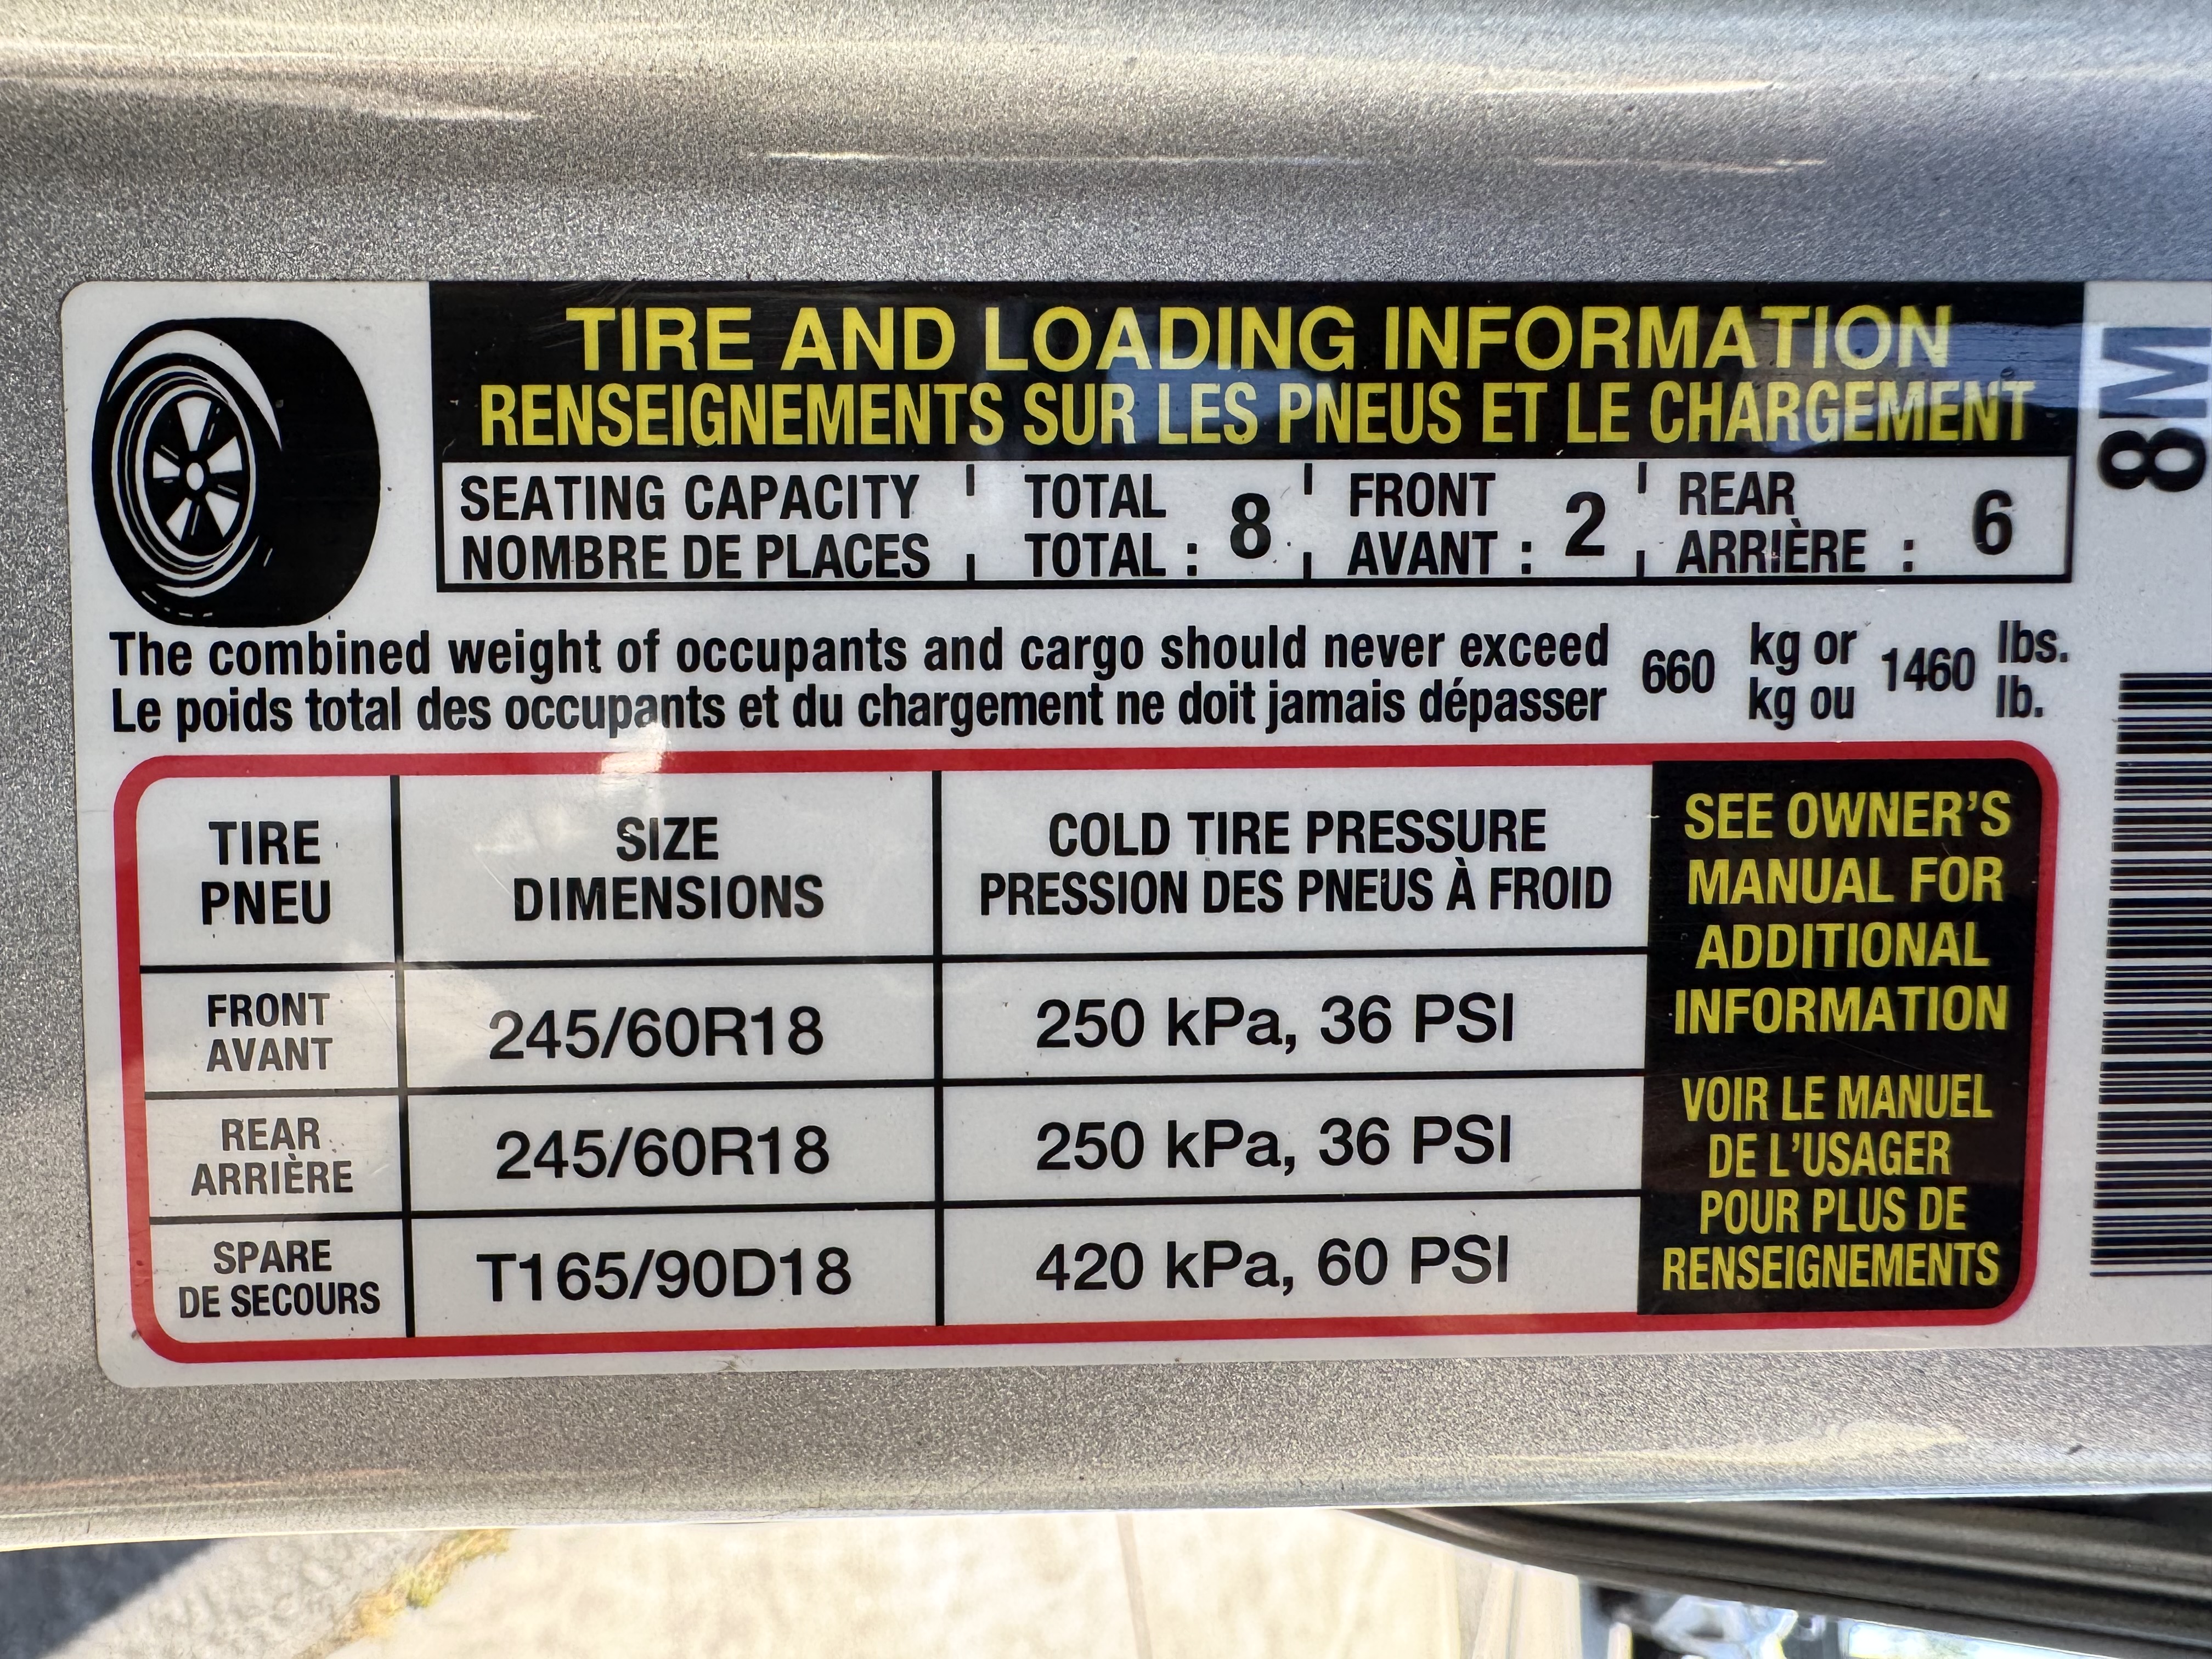 TIRE AND LOADING INFORMATION
RENSEIGNEMENTS SUR LES PNEUS ET LE CHARGEMENT
8M
SEATING CAPACITY TOTAL FRONT REAR
NOMBRE DE PLACES TOTAL : 8 AVANT : 2 ARRIÈRE : 6
The combined weight of occupants and cargo should never exceed 660 kg or 1460 lbs.
Le poids total des occupants et du chargement ne doit jamais dépasser kg ou lb.
TIRE SIZE COLD TIRE PRESSURE
PNEU DIMENSIONS PRESSION DES PNEUS À FROID
FRONT
AVANT 245/60R18 250 kPa, 36 PSI
REAR
ARRIÈRE 245/60R18 250 kPa, 36 PSI
SPARE
DE SECOURS T165/90D18 420 kPa, 60 PSI
SEE OWNER'S
MANUAL FOR
ADDITIONAL
INFORMATION
VOIR LE MANUEL
DE L'USAGER
POUR PLUS DE
RENSEIGNEMENTS